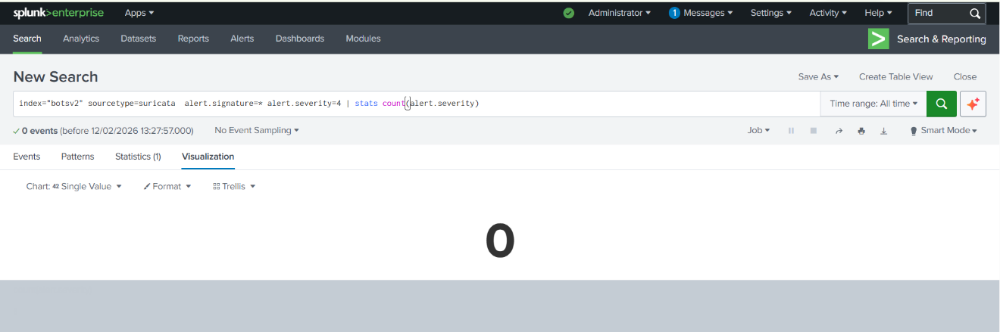 splunk>enterprise Apps Administrator 1 Messages Settings Activity Help Find
Search Analytics Datasets Reports Alerts Dashboards Modules > Search & Reporting
New Search Save As Create Table View Close
index="botsv2" sourcetype=suricata  alert.signature=* alert.severity=4 | stats count(alert.severity) Time range: All time
0 events (before 12/02/2026 13:27:57.000) No Event Sampling Job Smart Mode
Events Patterns Statistics (1) Visualization
Chart: 42 Single Value Format Trellis
0